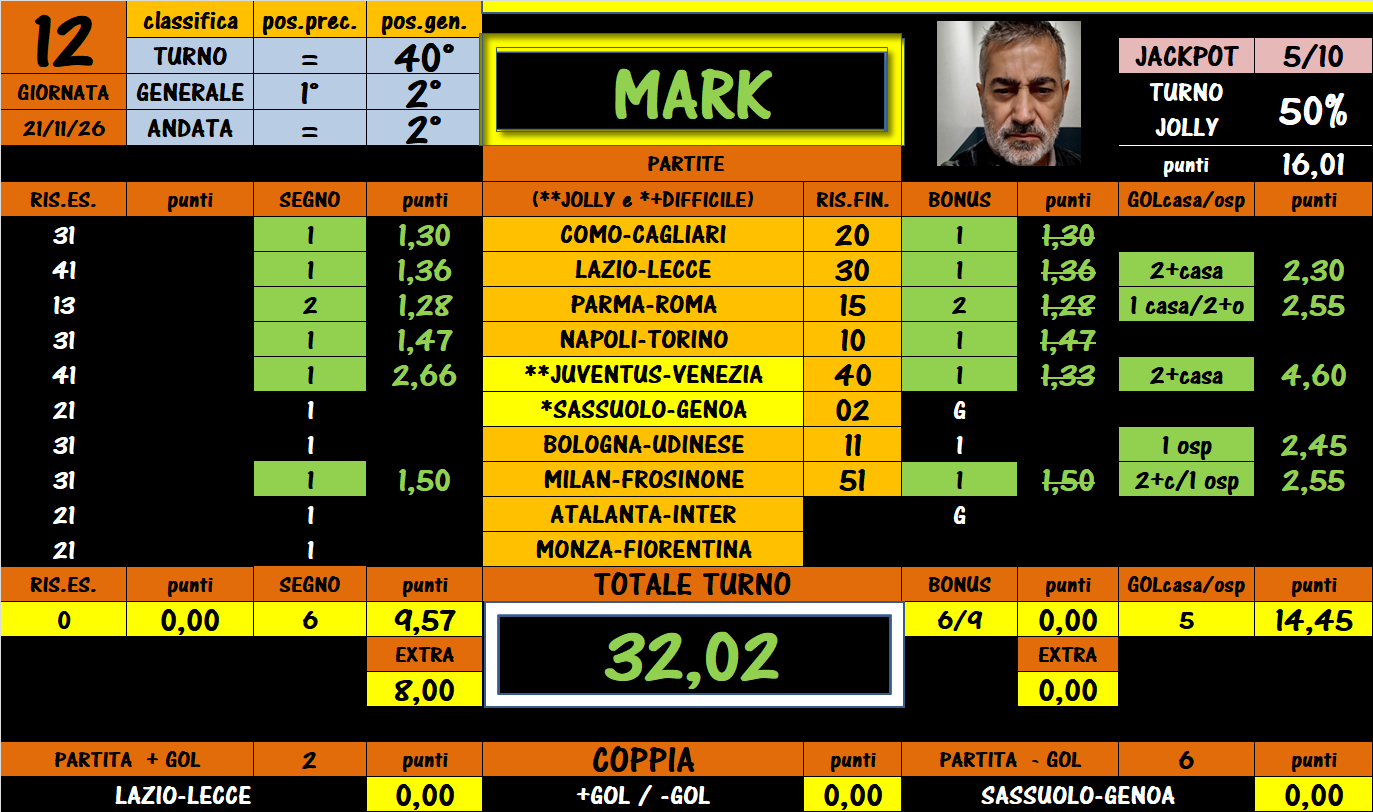 12 classifica pos.prec. pos.gen.
TURNO = 40°
JACKPOT 5/10
GIORNATA GENERALE 1° 2°
MARK
TURNO JOLLY 50%
21/11/26 ANDATA = 2°
PARTITE
punti 16,01
RIS.ES. punti SEGNO punti (**JOLLY e *+DIFFICILE) RIS.FIN. BONUS punti GOLcasa/osp punti
31 1 1,30 COMO-CAGLIARI 20 1 1,30
41 1 1,36 LAZIO-LECCE 30 1 1,36 2+casa 2,30
13 2 1,28 PARMA-ROMA 15 2 1,28 1 casa/2+o 2,55
31 1 1,47 NAPOLI-TORINO 10 1 1,47
41 1 2,66 **JUVENTUS-VENEZIA 40 1 1,33 2+casa 4,60
21 1 *SASSUOLO-GENOA 02 G
31 1 BOLOGNA-UDINESE 11 1 1 osp 2,45
31 1 1,50 MILAN-FROSINONE 51 1 1,50 2+c/1 osp 2,55
21 1 ATALANTA-INTER G
21 1 MONZA-FIORENTINA
RIS.ES. punti SEGNO punti TOTALE TURNO BONUS punti GOLcasa/osp punti
0 0,00 6 9,57 32,02 6/9 0,00 5 14,45
EXTRA EXTRA
8,00 0,00
PARTITA + GOL 2 punti COPPIA punti PARTITA - GOL 6 punti
LAZIO-LECCE 0,00 +GOL / -GOL 0,00 SASSUOLO-GENOA 0,00